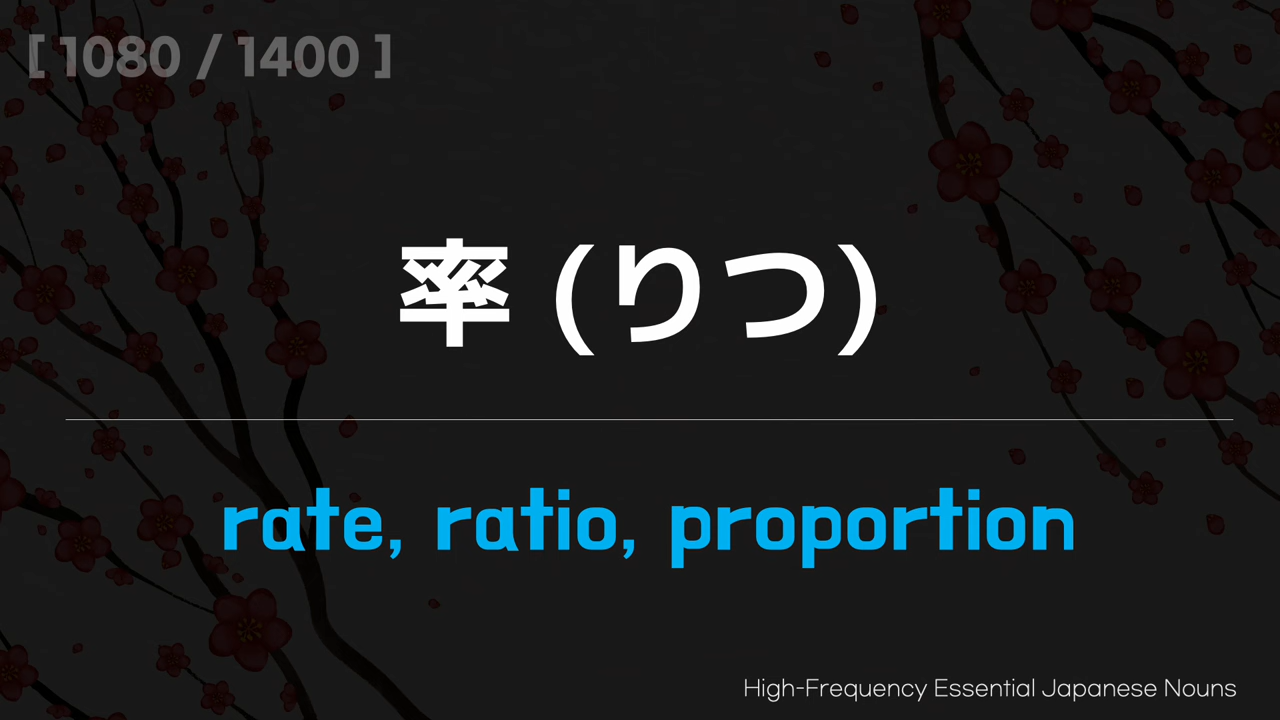 [ 1080 / 1400 ]
率 (りつ)
rate, ratio, proportion
High-Frequency Essential Japanese Nouns